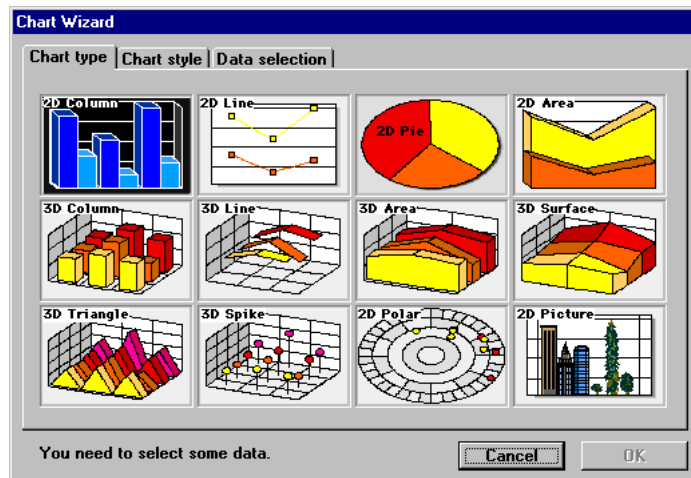 Chart Wizard
Chart type Chart style Data selection
2D Column 2D Line 2D Pie 2D Area
3D Column 3D Line 3D Area 3D Surface
3D Triangle 3D Spike 2D Polar 2D Picture
You need to select some data. Cancel OK